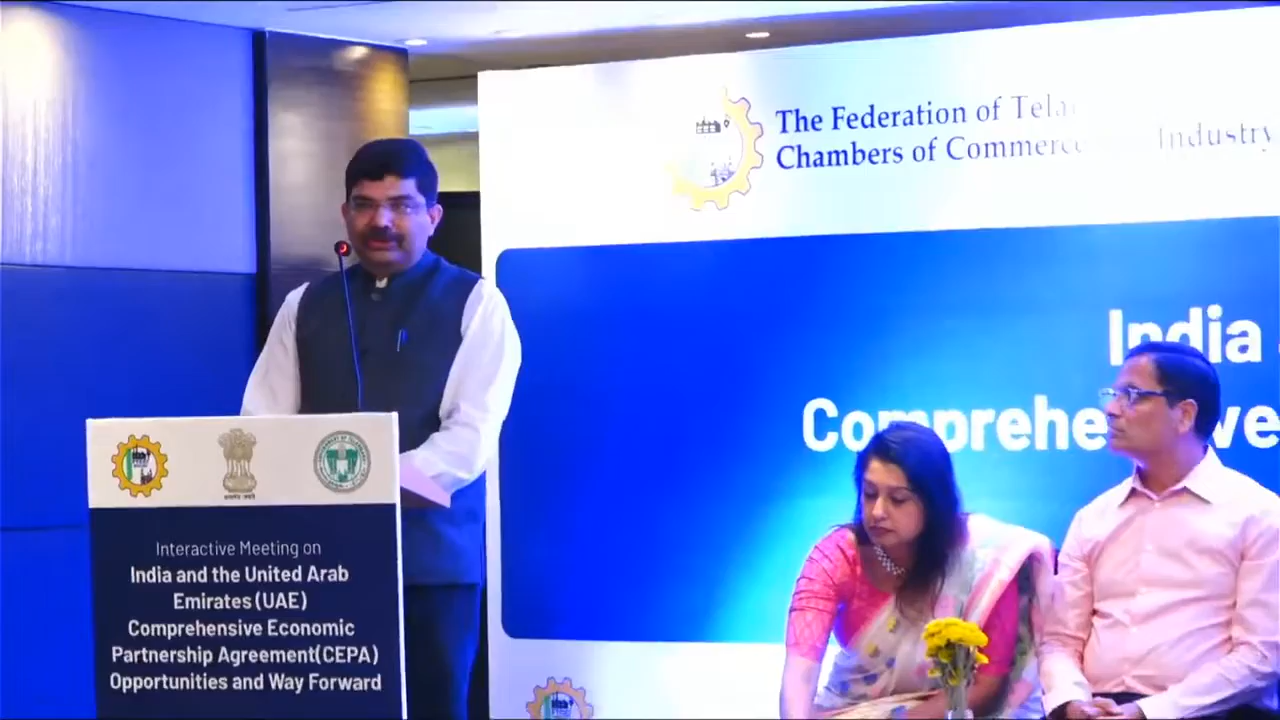 The Federation of Tela
Chambers of Commerce Industry
India
Comprehe ve
Interactive Meeting on
India and the United Arab
Emirates (UAE)
Comprehensive Economic
Partnership Agreement(CEPA)
Opportunities and Way Forward